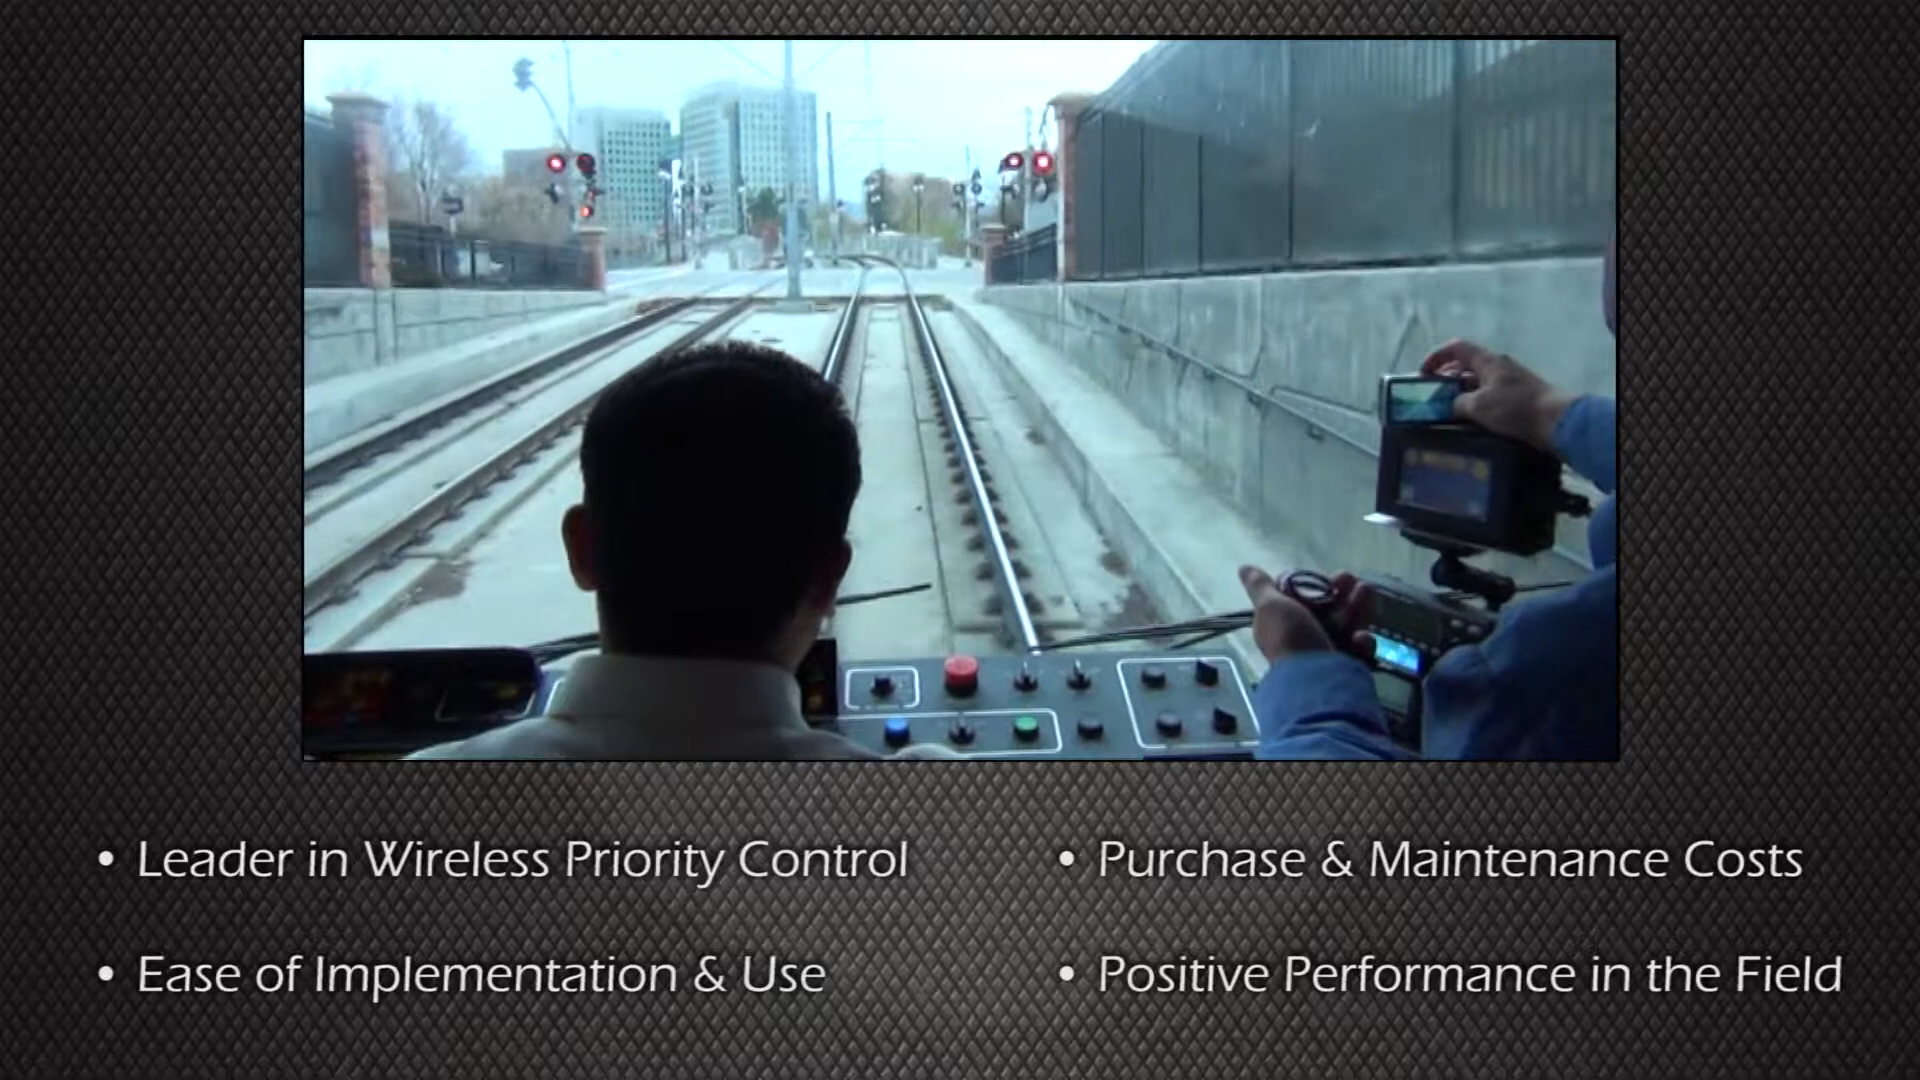 • Leader in Wireless Priority Control
• Ease of Implementation & Use
• Purchase & Maintenance Costs
• Positive Performance in the Field